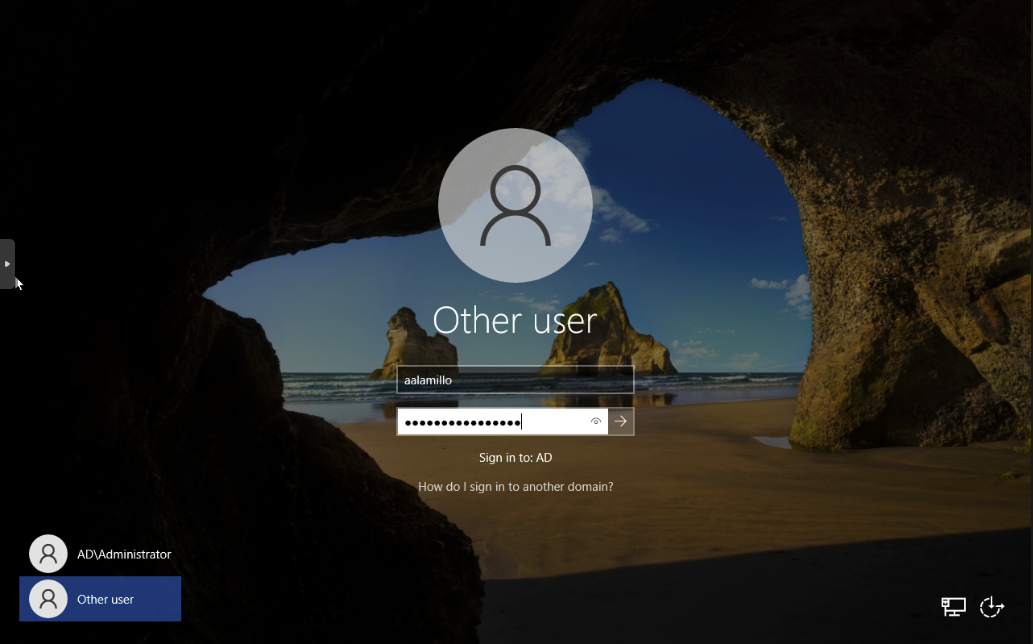 Other user
aalamillo
••••••••••••••••
Sign in to: AD
How do I sign in to another domain?
AD\Administrator
Other user